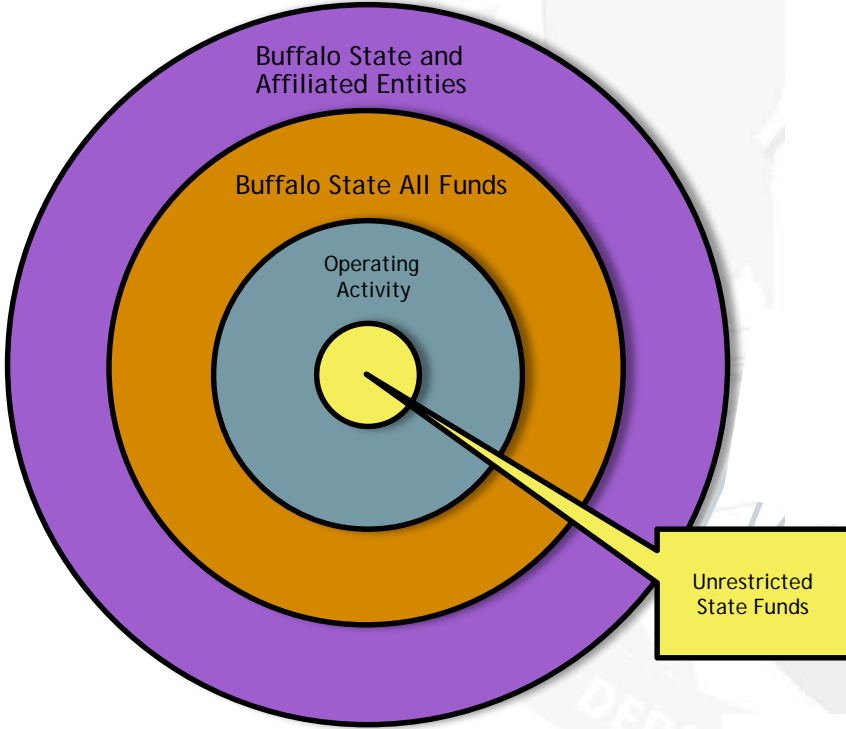 Buffalo State and
Affiliated Entities
Buffalo State All Funds
Operating
Activity
Unrestricted
State Funds